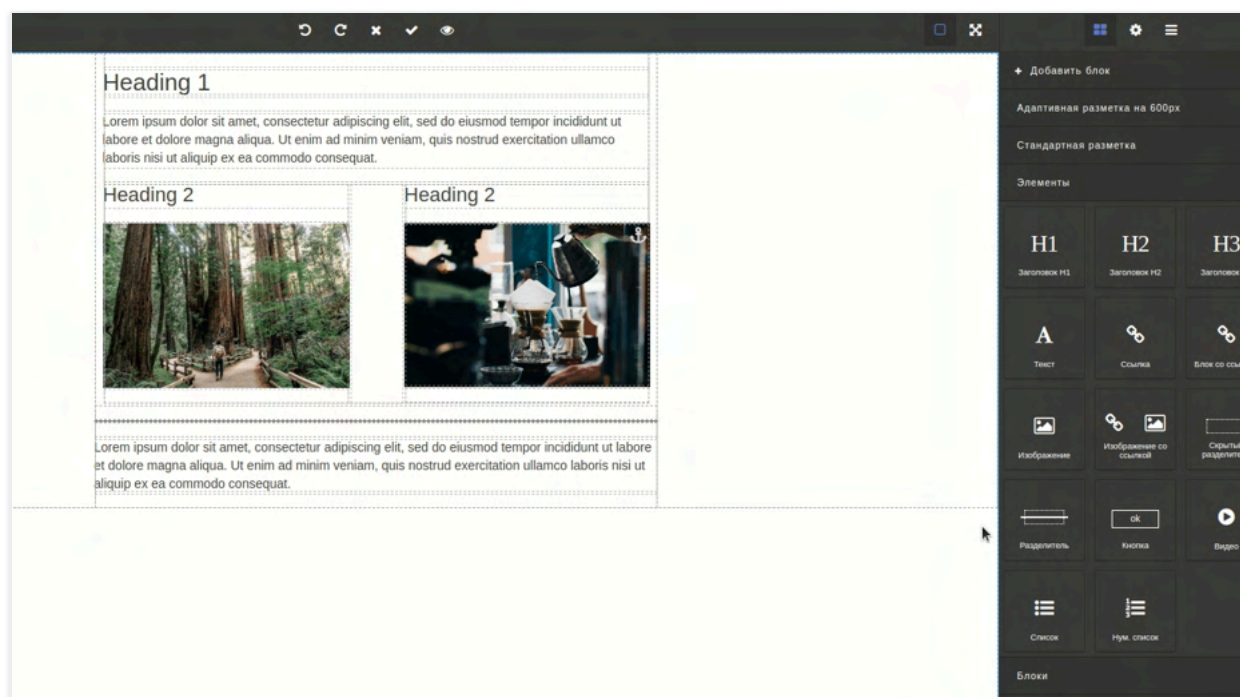 Heading 1
Lorem ipsum dolor sit amet, consectetur adipiscing elit, sed do eiusmod tempor incididunt ut
labore et dolore magna aliqua. Ut enim ad minim veniam, quis nostrud exercitation ullamco
laboris nisi ut aliquip ex ea commodo consequat.
Heading 2
Heading 2
Lorem ipsum dolor sit amet, consectetur adipiscing elit, sed do eiusmod tempor incididunt ut labore
et dolore magna aliqua. Ut enim ad minim veniam, quis nostrud exercitation ullamco laboris nisi ut
aliquip ex ea commodo consequat.
+ Добавить блок
Адаптивная разметка на 600px
Стандартная разметка
Элементы
H1
H2
H3
Заголовок H1
Заголовок H2
Заголовок
A
Текст
Ссылка
Блок со
Изображение
Изображение со
ссылкой
ok
Разделитель
Кнопка
Видео
Список
Нум. список
Блоки